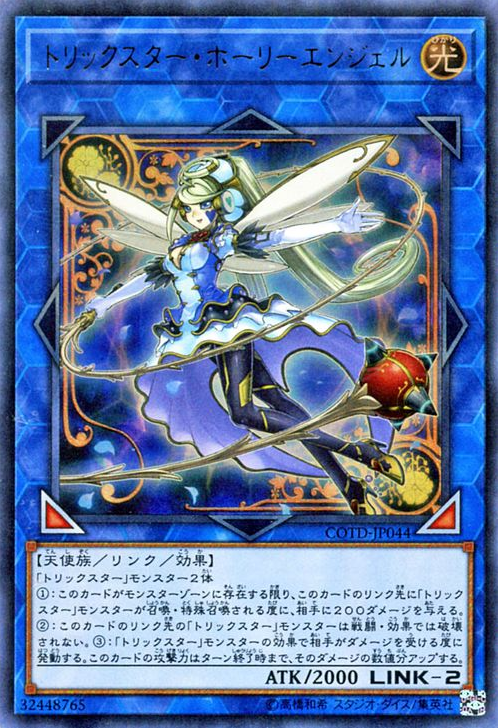 トリックスター・ホーリーエンジェル
光
COTD-JP044
【天使族／リンク／効果】
「トリックスター」モンスター2体
①：このカードがモンスターゾーンに存在する限り、このカードのリンク先に「トリック
スター」モンスターが召喚・特殊召喚される度に、相手に200ダメージを与える。
②：このカードのリンク先の「トリックスター」モンスターは戦闘・効果では破壊
されない。③：「トリックスター」モンスターの効果で相手がダメージを受ける度に
発動する。このカードの攻撃力はターン終了時まで、そのダメージの数値分アップする。
ATK/2000 LINK-2
32448765 ©高橋和希 スタジオ・ダイス/集英社